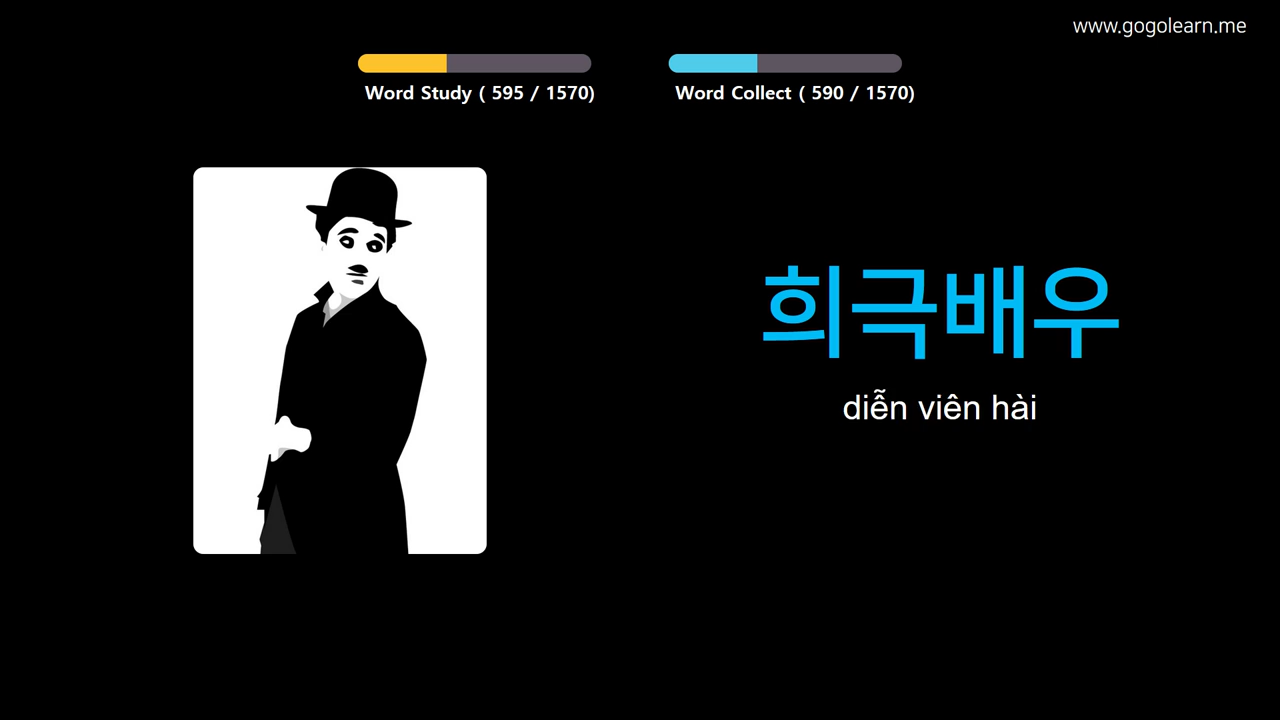 www.gogolearn.me
Word Study ( 595 / 1570)
Word Collect ( 590 / 1570)
희극배우
diễn viên hài